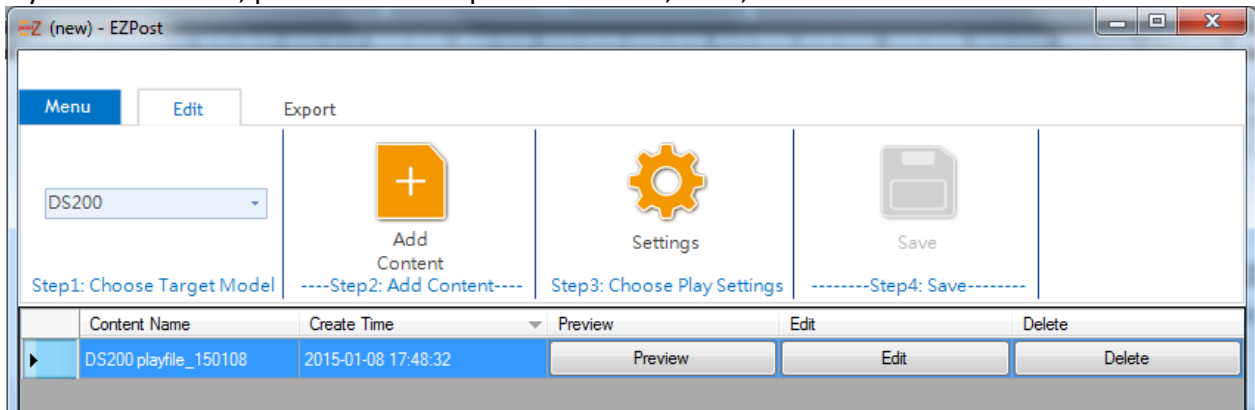 (new) - EZPost
Menu Edit Export
DS200
Add
Content
Settings
Save
Step1: Choose Target Model ----Step2: Add Content---- Step3: Choose Play Settings --------Step4: Save--------
Content Name Create Time Preview Edit Delete
DS200 playfile_150108 2015-01-08 17:48:32 Preview Edit Delete